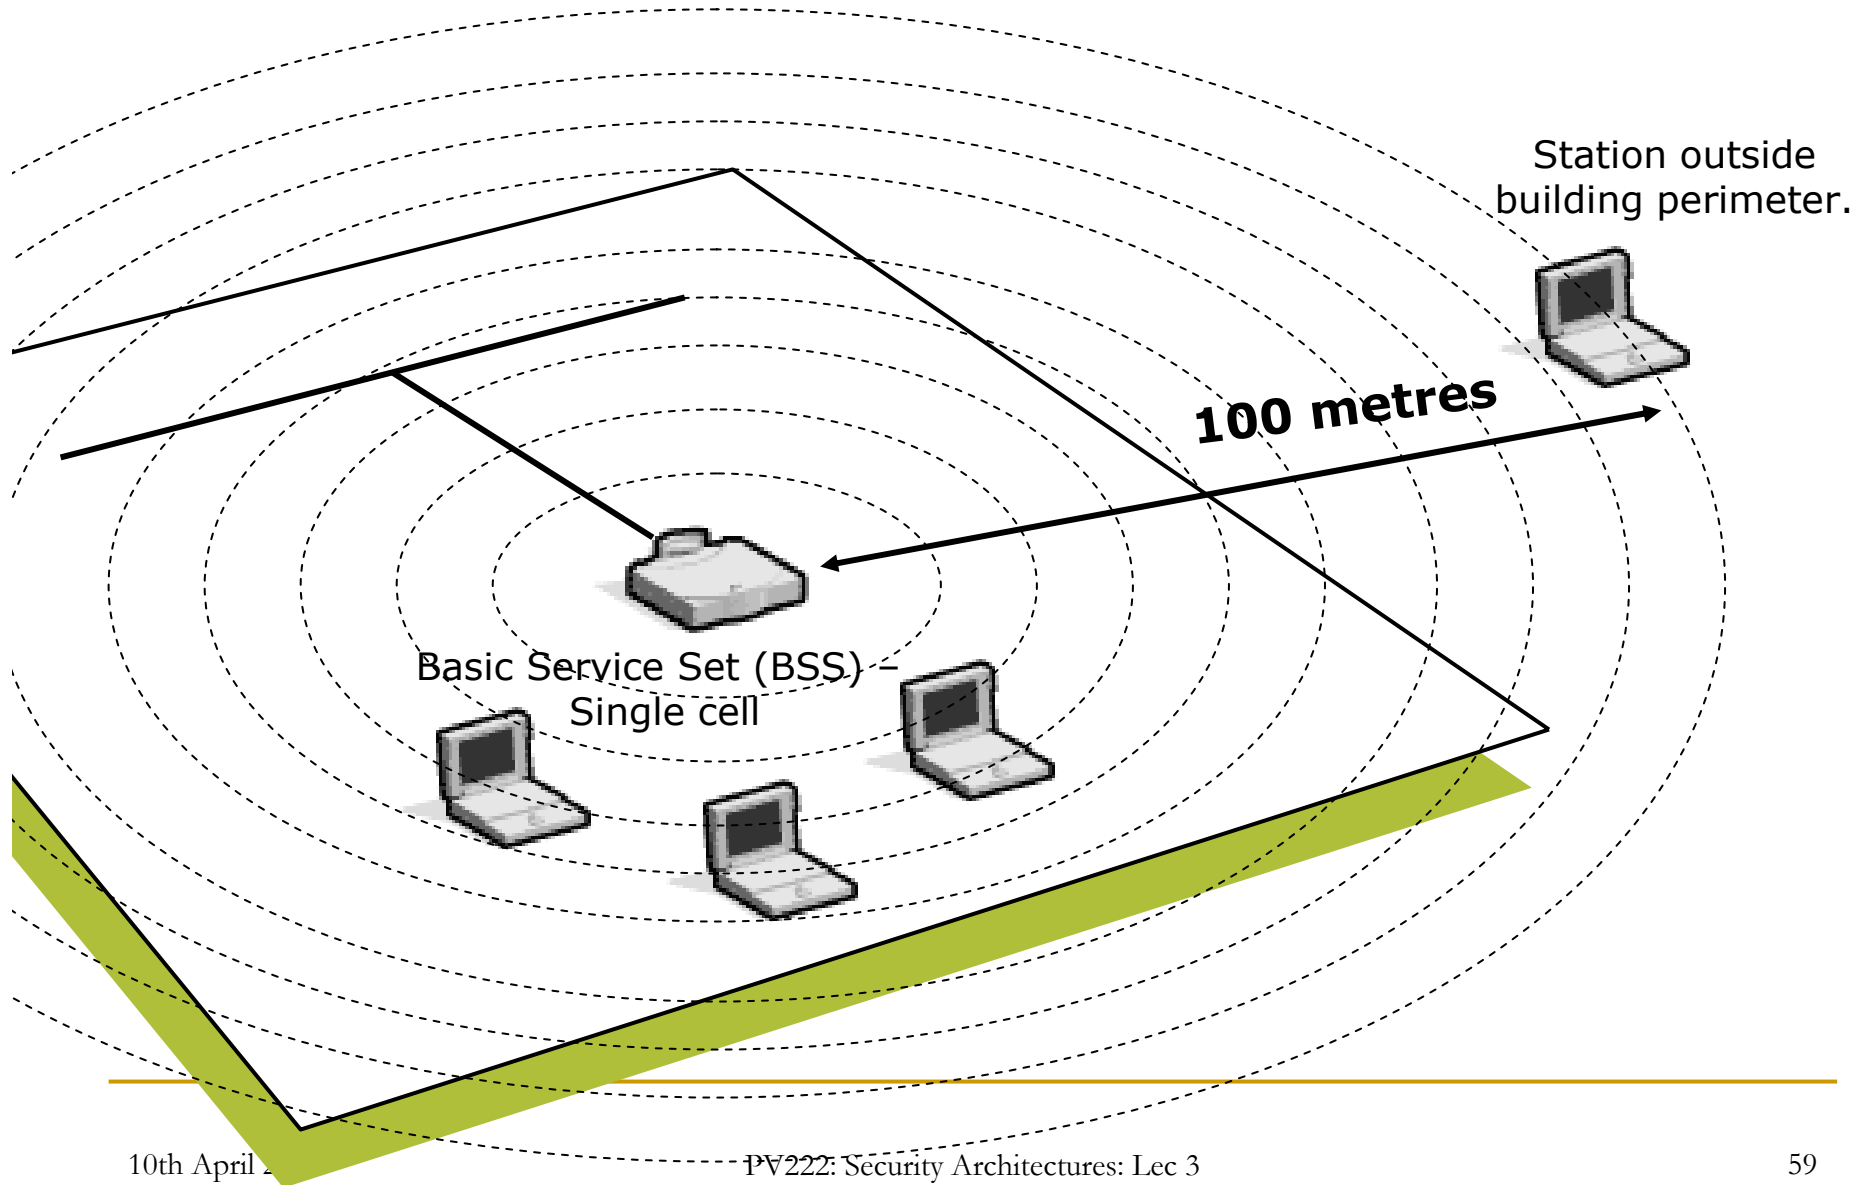 Station outside
building perimeter.
100 metres
Basic Service Set (BSS) –
Single cell
10th April
PV222: Security Architectures: Lec 3
59